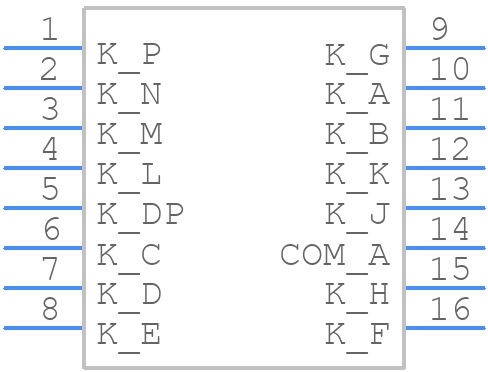 1 K_P K_G 9
2 K_N K_A 10
3 K_M K_B 11
4 K_L K_K 12
5 K_DP K_J 13
6 K_C COM_A 14
7 K_D K_H 15
8 K_E K_F 16